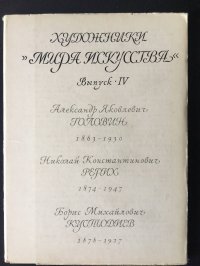 ХУДОЖНИКИ
»МИРА ИСКУССТВА«
Выпуск · IV
Александр Яковлевич
ГОЛОВИН
1863-1930
Николай Константинович
РЕРИХ
1874-1947
Борис Михайлович
КУСТОДИЕВ
1878-1927